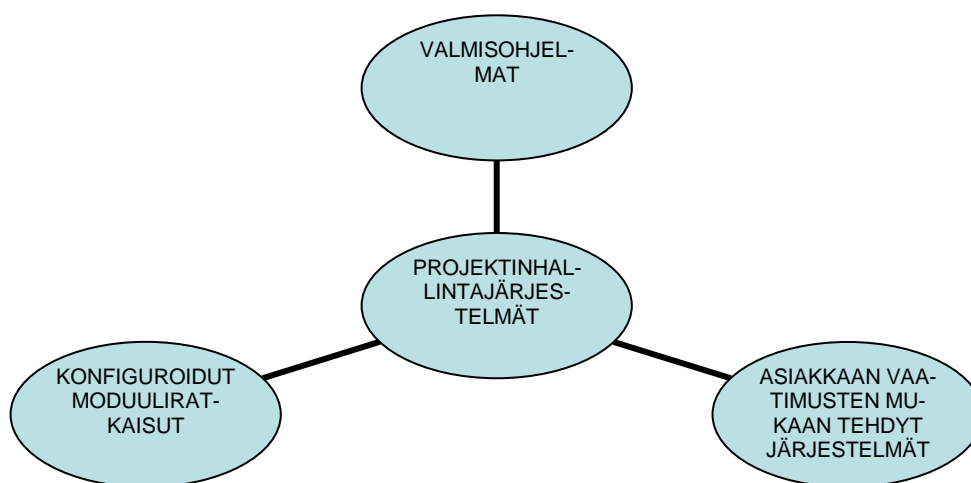 VALMISOHJEL-
MAT
PROJEKTINHAL-
LINTAJÄRJES-
TELMÄT
KONFIGUROIDUT
MODUULIRAT-
KAISUT
ASIAKKAAN VAA-
TIMUSTEN MU-
KAAN TEHDYT
JÄRJESTELMÄT